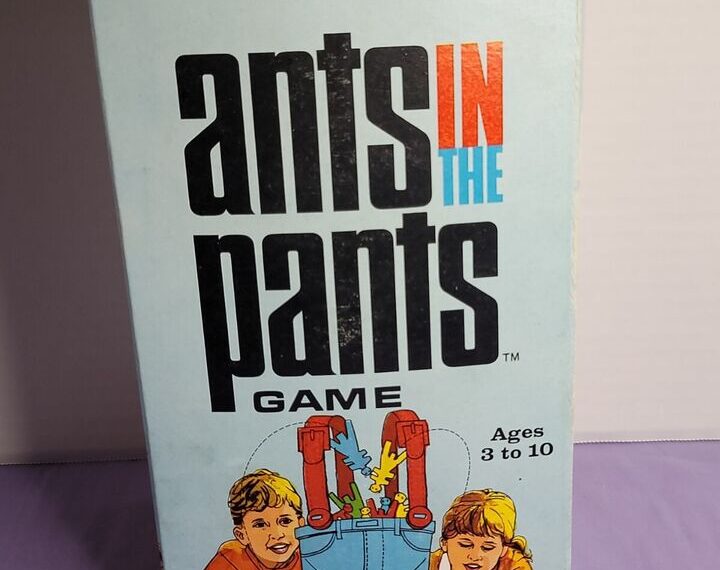 ants IN
THE
pants™
GAME
Ages
3 to 10